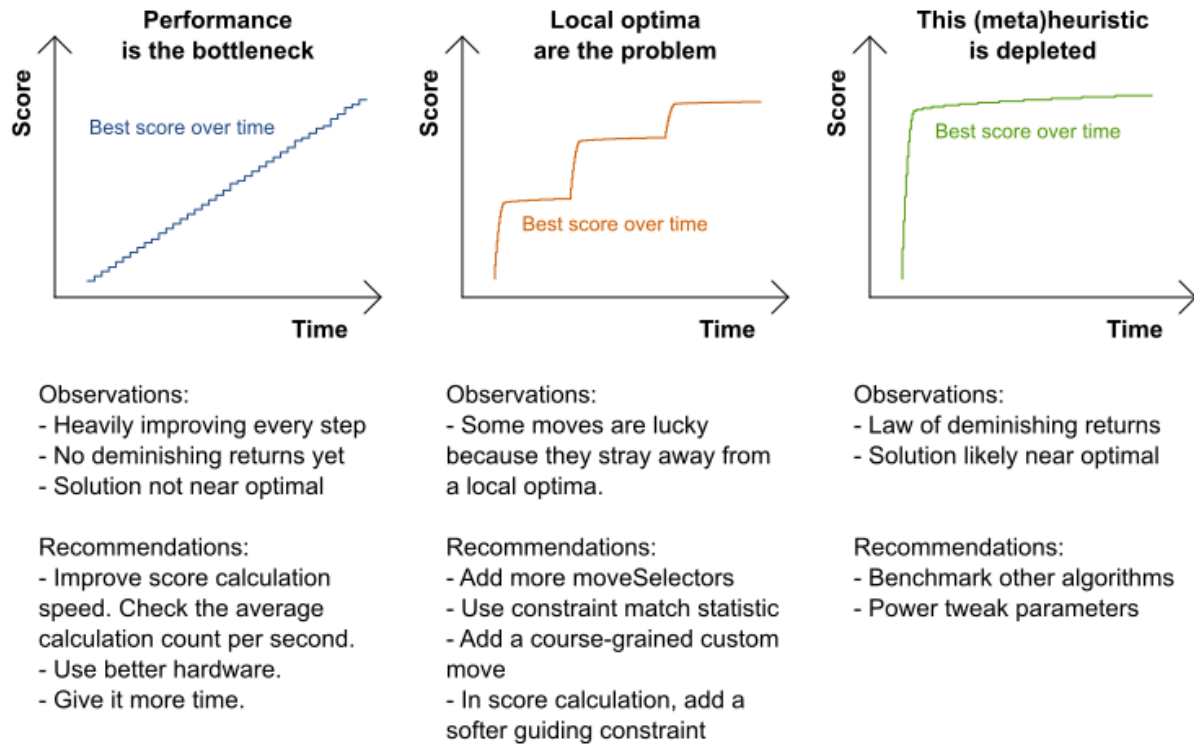 Performance
is the bottleneck
Score
Best score over time
Time
Observations:
- Heavily improving every step
- No deminishing returns yet
- Solution not near optimal
Recommendations:
- Improve score calculation
speed. Check the average
calculation count per second.
- Use better hardware.
- Give it more time.
Local optima
are the problem
Score
Best score over time
Time
Observations:
- Some moves are lucky
because they stray away from
a local optima.
Recommendations:
- Add more moveSelectors
- Use constraint match statistic
- Add a course-grained custom
move
- In score calculation, add a
softer guiding constraint
This (meta)heuristic
is depleted
Score
Best score over time
Time
Observations:
- Law of deminishing returns
- Solution likely near optimal
Recommendations:
- Benchmark other algorithms
- Power tweak parameters